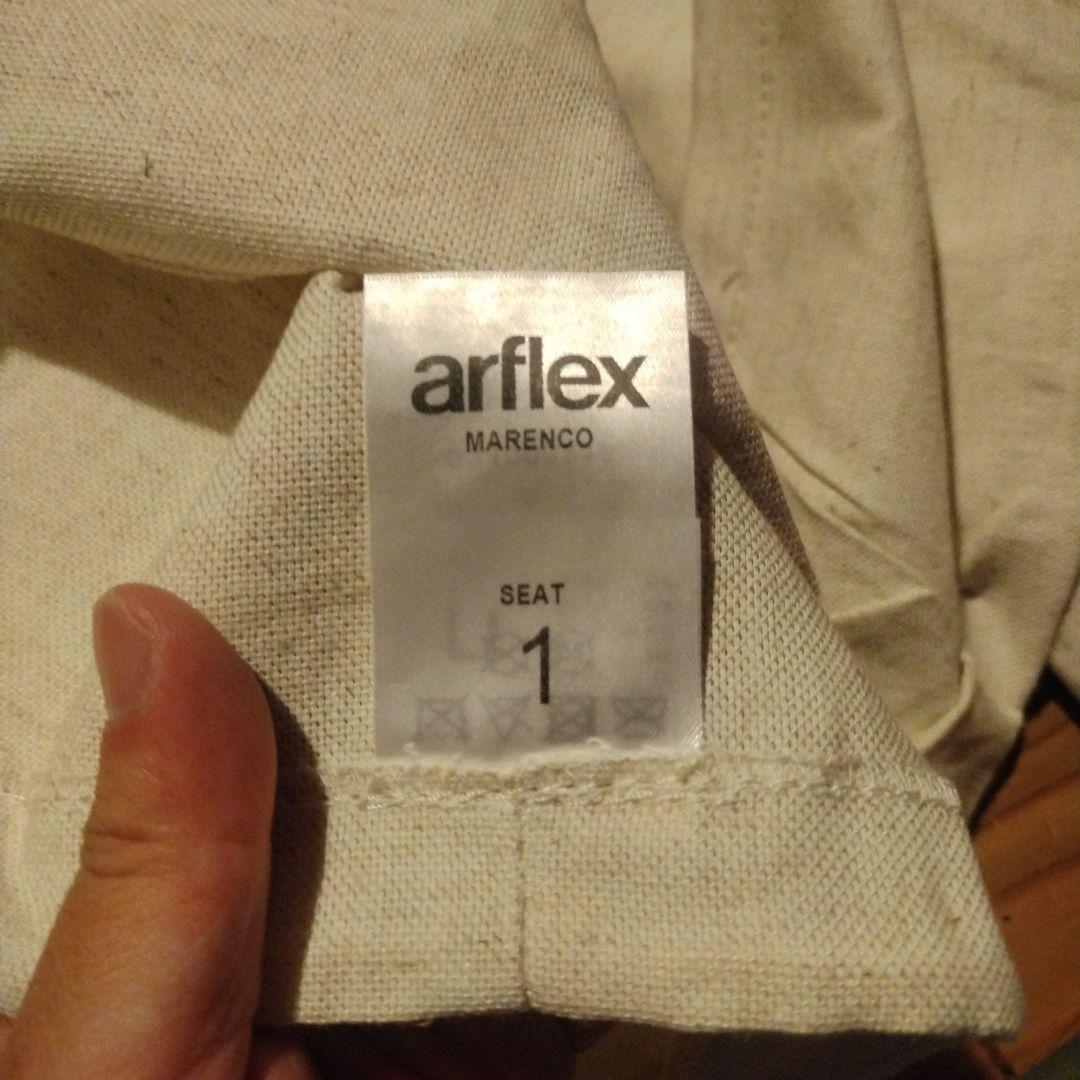 arflex
MARENCO
SEAT
1